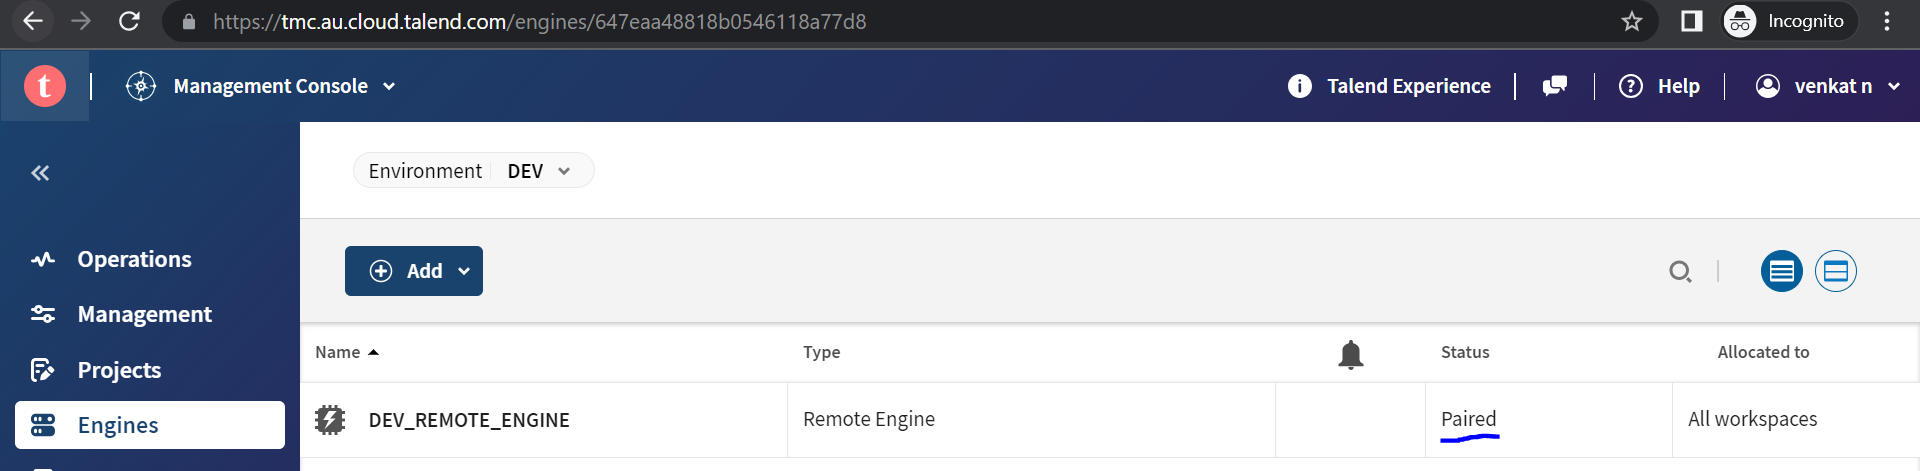 https://tmc.au.cloud.talend.com/engines/647eaa48818b0546118a77d8
Incognito
t
Management Console
Talend Experience
Help
venkat n
Environment DEV
Operations
Add
Management
Name Type Status Allocated to
Projects
Engines
DEV_REMOTE_ENGINE Remote Engine Paired All workspaces